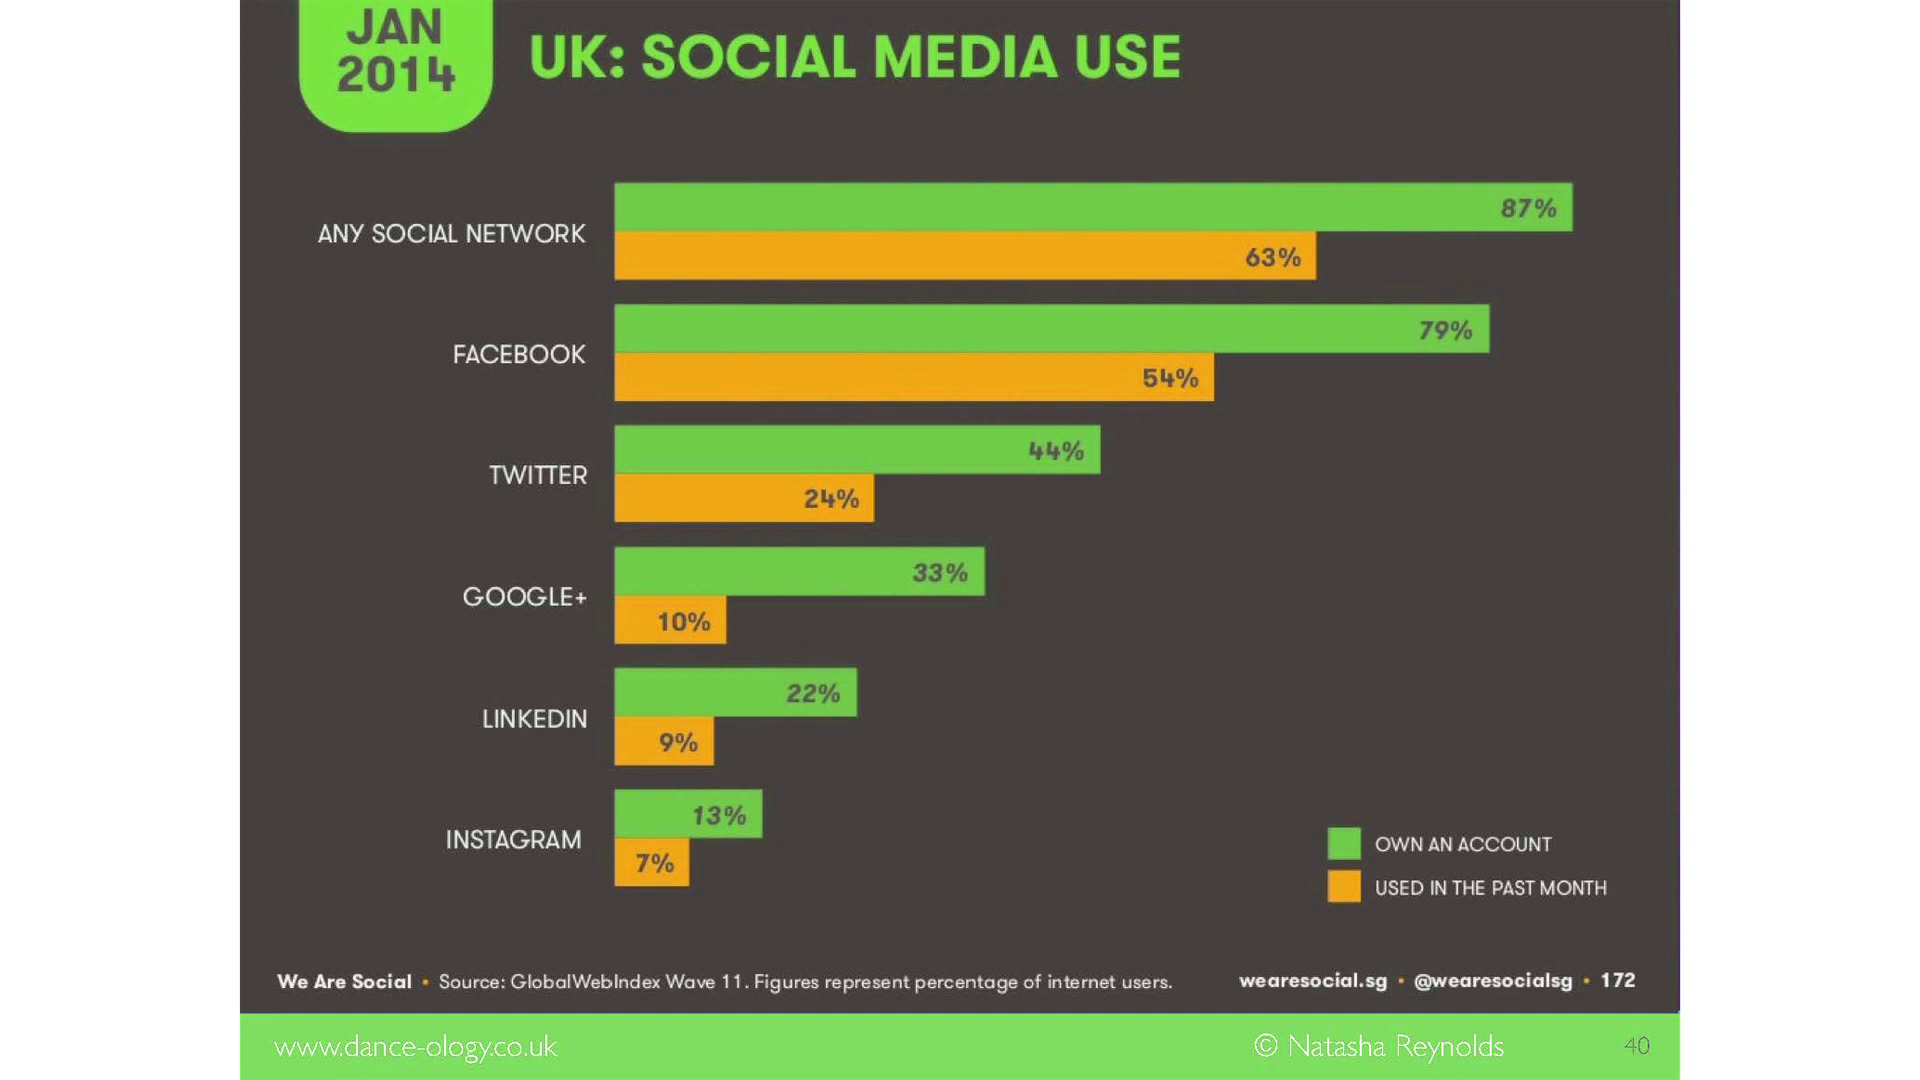 JAN
2014
UK: SOCIAL MEDIA USE
ANY SOCIAL NETWORK
87%
63%
FACEBOOK
79%
54%
TWITTER
44%
24%
GOOGLE+
33%
10%
LINKEDIN
22%
9%
INSTAGRAM
13%
7%
OWN AN ACCOUNT
USED IN THE PAST MONTH
We Are Social • Source: GlobalWebIndex Wave 11. Figures represent percentage of internet users.
wearesocial.sg • @wearesocialsg • 172
www.dance-ology.co.uk
© Natasha Reynolds
40